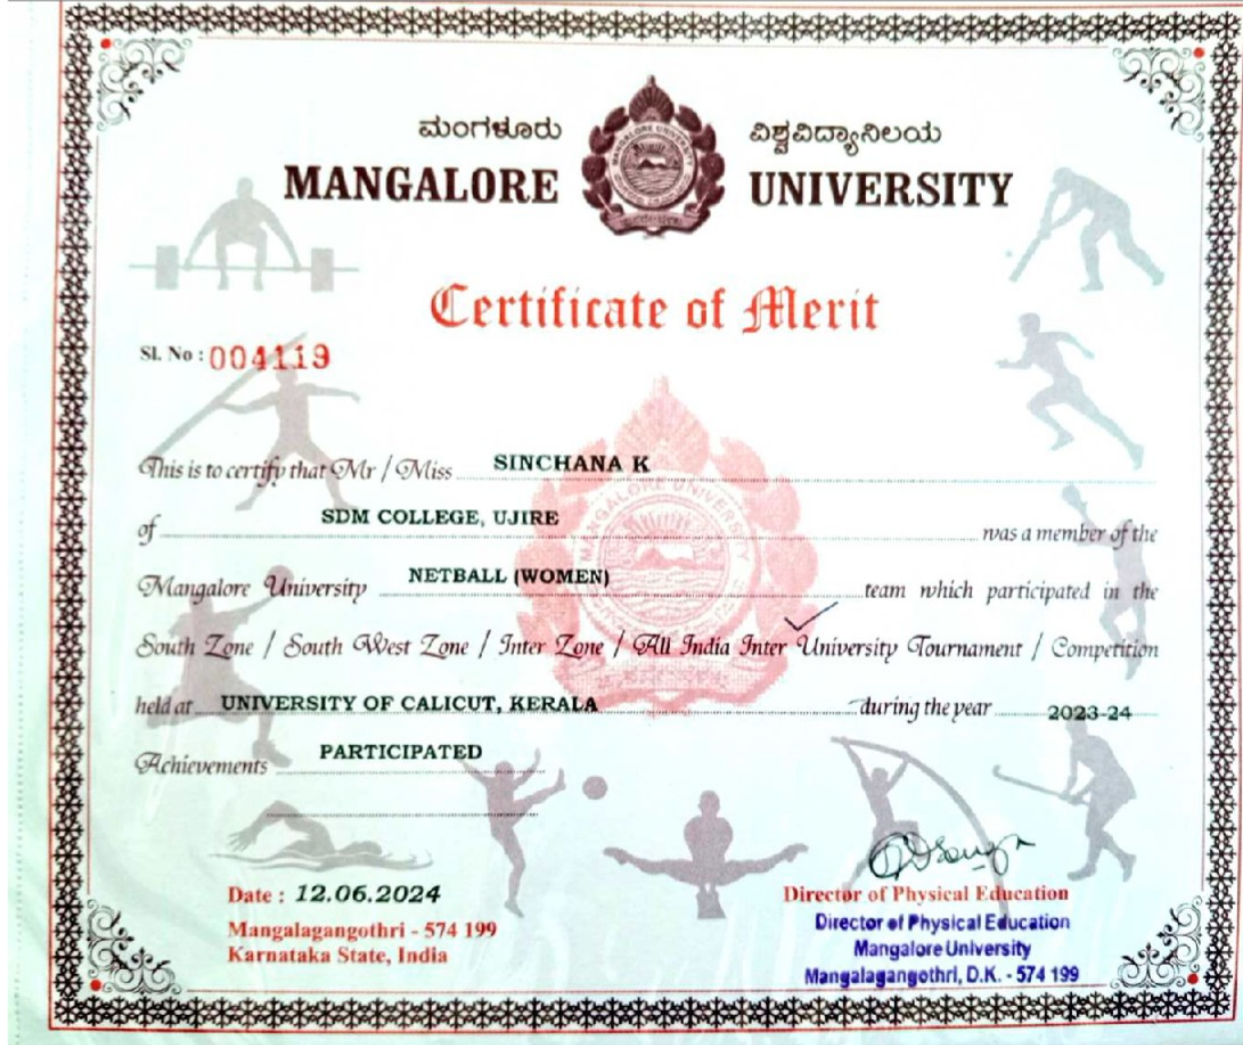 ಮಂಗಳೂರು ವಿಶ್ವವಿದ್ಯಾನಿಲಯ
MANGALORE UNIVERSITY
Certificate of Merit
Sl. No : 004119
This is to certify that Mr / Miss SINCHANA K
of SDM COLLEGE, UJIRE was a member of the
Mangalore University NETBALL (WOMEN) team which participated in the
South Zone / South West Zone / Inter Zone / All India Inter University Tournament / Competition
held at UNIVERSITY OF CALICUT, KERALA during the year 2023-24
Achievements PARTICIPATED
Date : 12.06.2024
Mangalagangothri - 574 199
Karnataka State, India
Director of Physical Education
Director of Physical Education
Mangalore University
Mangalagangothri, D.K. - 574 199